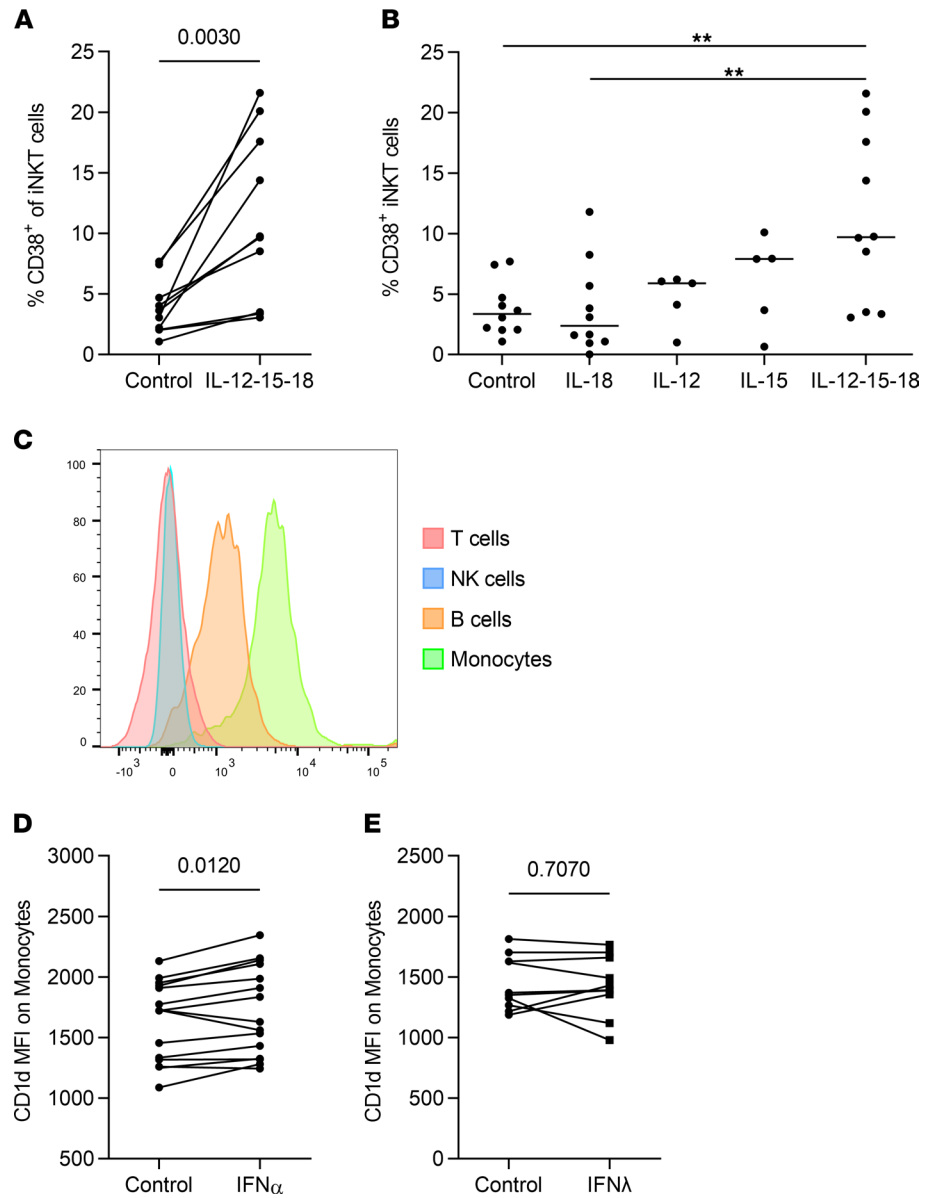 A
0.0030
% CD38+ of iNKT cells
25
20
15
10
5
0
Control IL-12-15-18
B
**
**
% CD38+ iNKT cells
25
20
15
10
5
0
Control IL-18 IL-12 IL-15 IL-12-15-18
C
100
80
60
40
20
0
-10³ 0 10³ 10⁴ 10⁵
T cells
NK cells
B cells
Monocytes
D
0.0120
CD1d MFI on Monocytes
3000
2500
2000
1500
1000
500
Control IFNα
E
0.7070
CD1d MFI on Monocytes
2500
2000
1500
1000
500
0
Control IFNλ